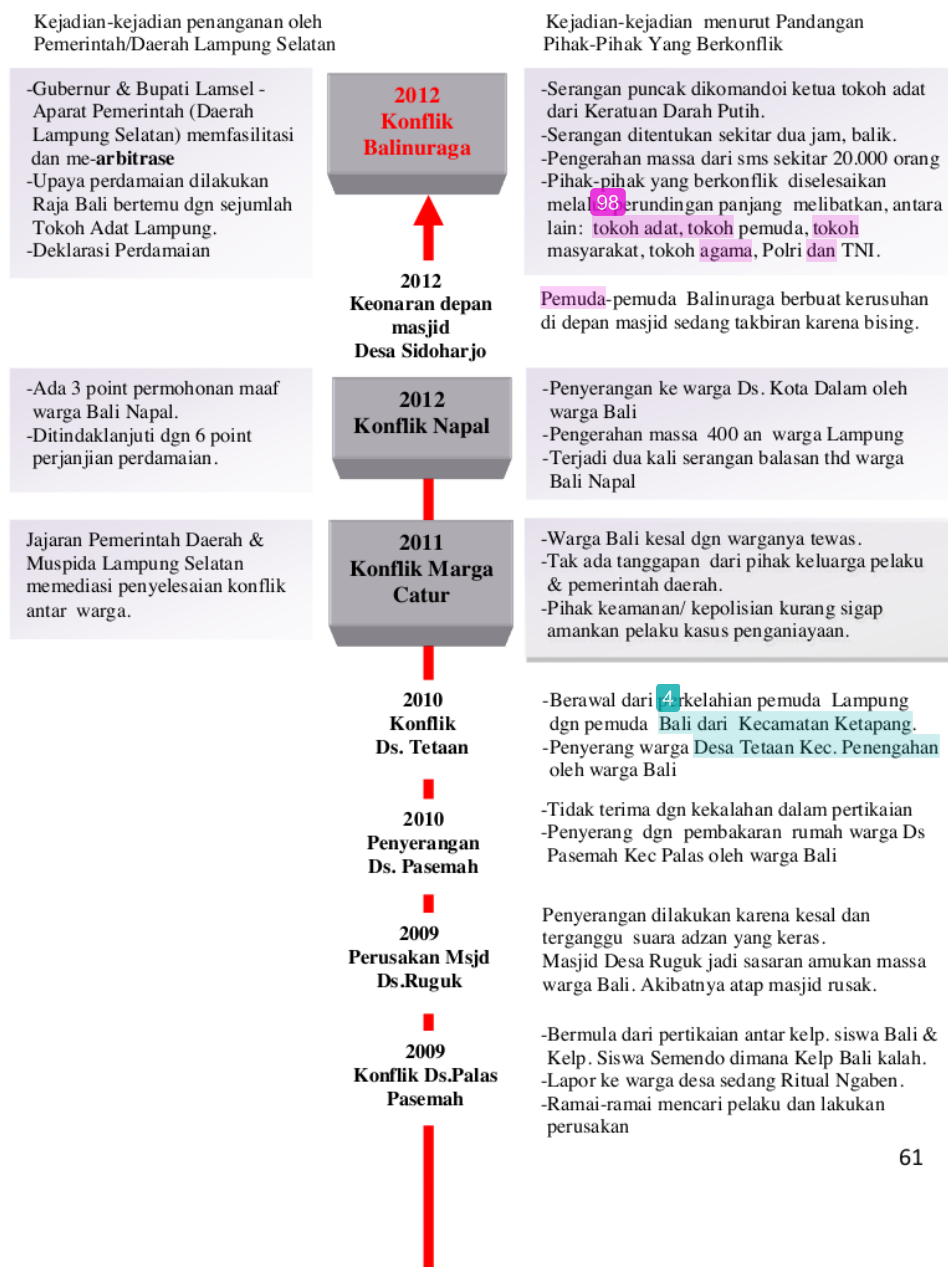 Kejadian-kejadian penanganan oleh
Pemerintah/Daerah Lampung Selatan
Kejadian-kejadian menurut Pandangan
Pihak-Pihak Yang Berkonflik
-Gubernur & Bupati Lamsel -
Aparat Pemerintah (Daerah
Lampung Selatan) memfasilitasi
dan me-arbitrase
-Upaya perdamaian dilakukan
Raja Bali bertemu dgn sejumlah
Tokoh Adat Lampung.
-Deklarasi Perdamaian
2012
Konflik
Balinuraga
-Serangan puncak dikomandoi ketua tokoh adat
dari Keratuan Darah Putih.
-Serangan ditentukan sekitar dua jam, balik.
-Pengerahan massa dari sms sekitar 20.000 orang
-Pihak-pihak yang berkonflik diselesaikan
98
perundingan panjang melibatkan, antara
lain: tokoh adat, tokoh pemuda, tokoh
masyarakat, tokoh agama, Polri dan TNI.
2012
Keonaran depan
masjid
Desa Sidoharjo
Pemuda-pemuda Balinuraga berbuat kerusuhan
di depan masjid sedang takbiran karena bising.
-Ada 3 point permohonan maaf
warga Bali Napal.
-Ditindaklanjuti dgn 6 point
perjanjian perdamaian.
2012
Konflik Napal
-Penyerangan ke warga Ds. Kota Dalam oleh
warga Bali
-Pengerahan massa 400 an warga Lampung
-Terjadi dua kali serangan balasan thd warga
Bali Napal
Jajaran Pemerintah Daerah &
Muspida Lampung Selatan
memediasi penyelesaian konflik
antar warga.
2011
Konflik Marga
Catur
-Warga Bali kesal dgn warganya tewas.
-Tak ada tanggapan dari pihak keluarga pelaku
& pemerintah daerah.
-Pihak keamanan/ kepolisian kurang sigap
amankan pelaku kasus penganiayaan.
2010
Konflik
Ds. Tetaan
4
-Berawal dari perkelahian pemuda Lampung
dgn pemuda Bali dari Kecamatan Ketapang.
-Penyerang warga Desa Tetaan Kec. Penengahan
oleh warga Bali
2010
Penyerangan
Ds. Pasemah
-Tidak terima dgn kekalahan dalam pertikaian
-Penyerang dgn pembakaran rumah warga Ds
Pasemah Kec Palas oleh warga Bali
2009
Perusakan Msjd
Ds.Ruguk
Penyerangan dilakukan karena kesal dan
terganggu suara adzan yang keras.
Masjid Desa Ruguk jadi sasaran amukan massa
warga Bali. Akibatnya atap masjid rusak.
2009
Konflik Ds.Palas
Pasemah
-Bermula dari pertikaian antar kelp. siswa Bali &
Kelp. Siswa Semendo dimana Kelp Bali kalah.
-Lapor ke warga desa sedang Ritual Ngaben.
-Ramai-ramai mencari pelaku dan lakukan
perusakan
61